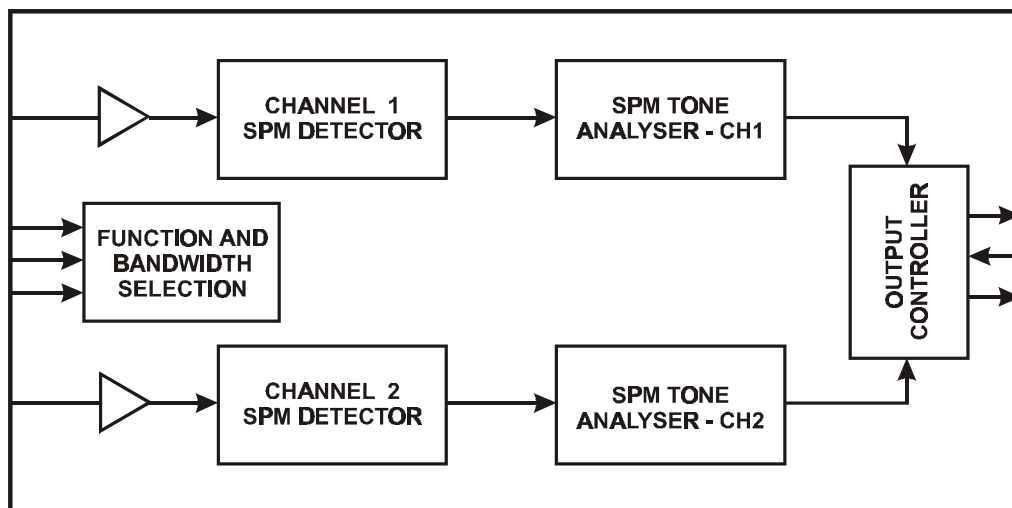 CHANNEL 1
SPM DETECTOR
SPM TONE
ANALYSER - CH1
FUNCTION AND
BANDWIDTH
SELECTION
OUTPUT
CONTROLLER
CHANNEL 2
SPM DETECTOR
SPM TONE
ANALYSER - CH2